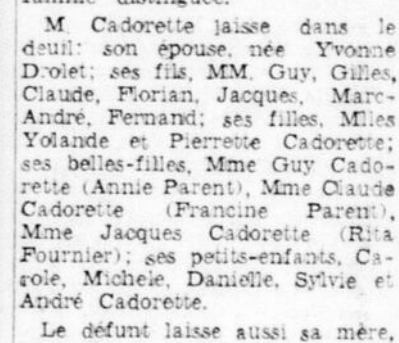 famille distinguée.
M. Cadorette laisse dans le
deuil: son épouse, née Yvonne
Drolet; ses fils, MM. Guy, Gilles,
Claude, Florian, Jacques, Marc-
André, Fernand; ses filles, Mlles
Yolande et Pierrette Cadorette;
ses belles-filles, Mme Guy Cado-
rette (Annie Parent), Mme Claude
Cadorette (Francine Parent),
Mme Jacques Cadorette (Rita
Fournier); ses petits-enfants, Ca-
role, Michele, Danielle, Sylvie et
André Cadorette.
Le défunt laisse aussi sa mère,